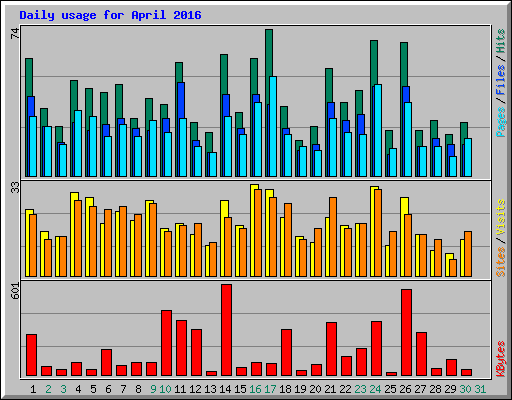 Daily usage for April 2016
74
Pages / Files / Hits
33
Sites / Visits
601
KBytes
1 2 3 4 5 6 7 8 9 10 11 12 13 14 15 16 17 18 19 20 21 22 23 24 25 26 27 28 29 30 31